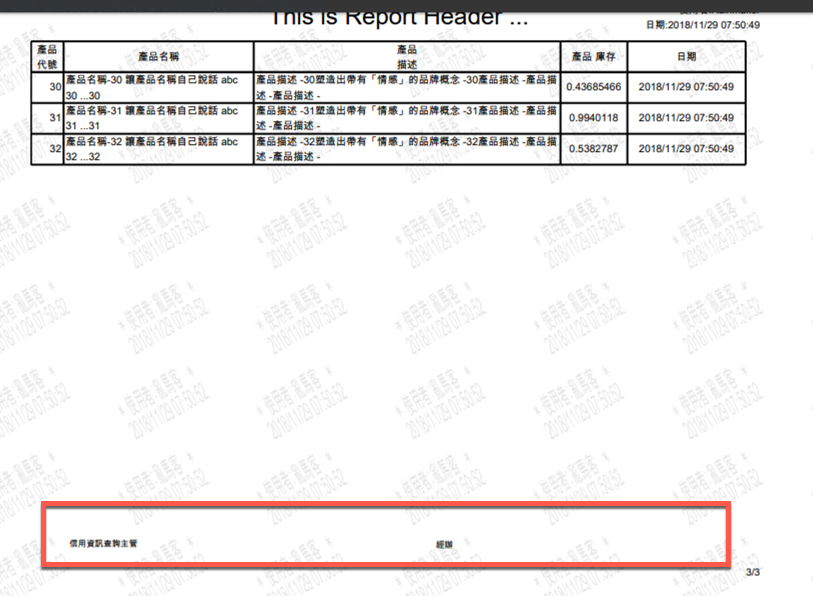 This is Report Header ...
日期:2018/11/29 07:50:49
產品
代號
產品名稱
產品
描述
產品 庫存
日期
30
產品名稱-30 讓產品名稱自己說話 abc
30 ...30
產品描述 -30塑造出帶有「情感」的品牌概念 -30產品描述 -產品描
述 -產品描述 -
0.43685466
2018/11/29 07:50:49
31
產品名稱-31 讓產品名稱自己說話 abc
31 ...31
產品描述 -31塑造出帶有「情感」的品牌概念 -31產品描述 -產品描
述 -產品描述 -
0.9940118
2018/11/29 07:50:49
32
產品名稱-32 讓產品名稱自己說話 abc
32 ...32
產品描述 -32塑造出帶有「情感」的品牌概念 -32產品描述 -產品描
述 -產品描述 -
0.5382787
2018/11/29 07:50:49
信用資訊查詢主管
經辦
3/3
* 使用者 亂馬客 *
2018/11/29 07:50:52